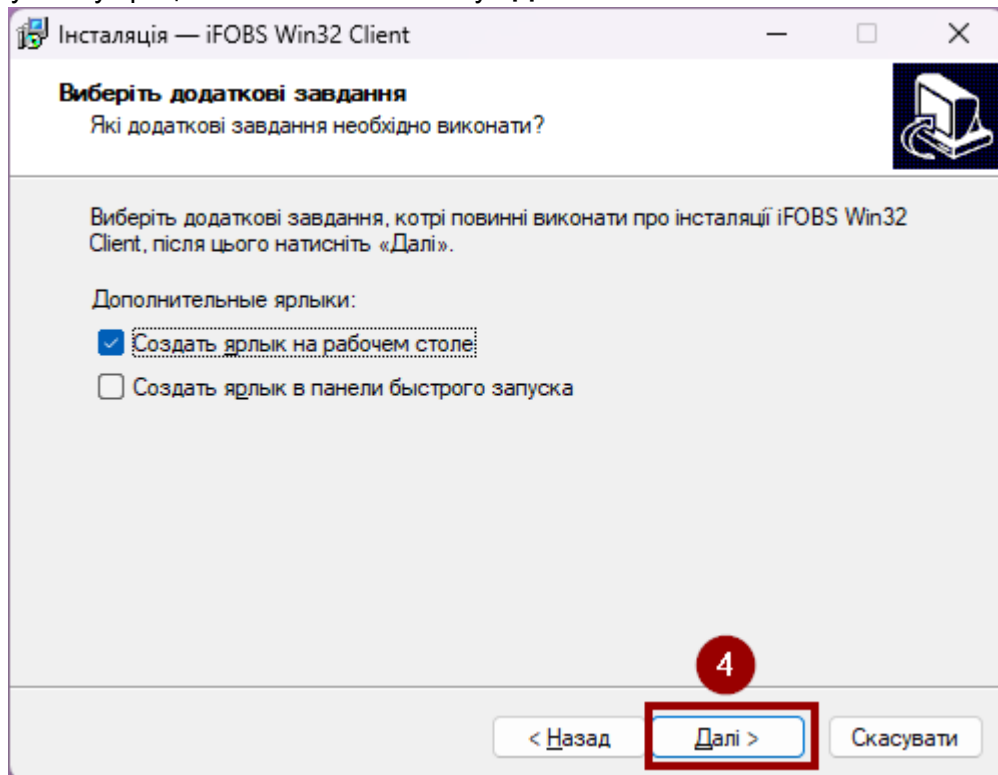 Інсталяція — iFOBS Win32 Client
Виберіть додаткові завдання
Які додаткові завдання необхідно виконати?
Виберіть додаткові завдання, котрі повинні виконати про інсталяції iFOBS Win32
Client, після цього натисніть «Далі».
Дополнительные ярлыки:
Создать ярлык на рабочем столе
Создать ярлык в панели быстрого запуска
4
< Назад Далі > Скасувати